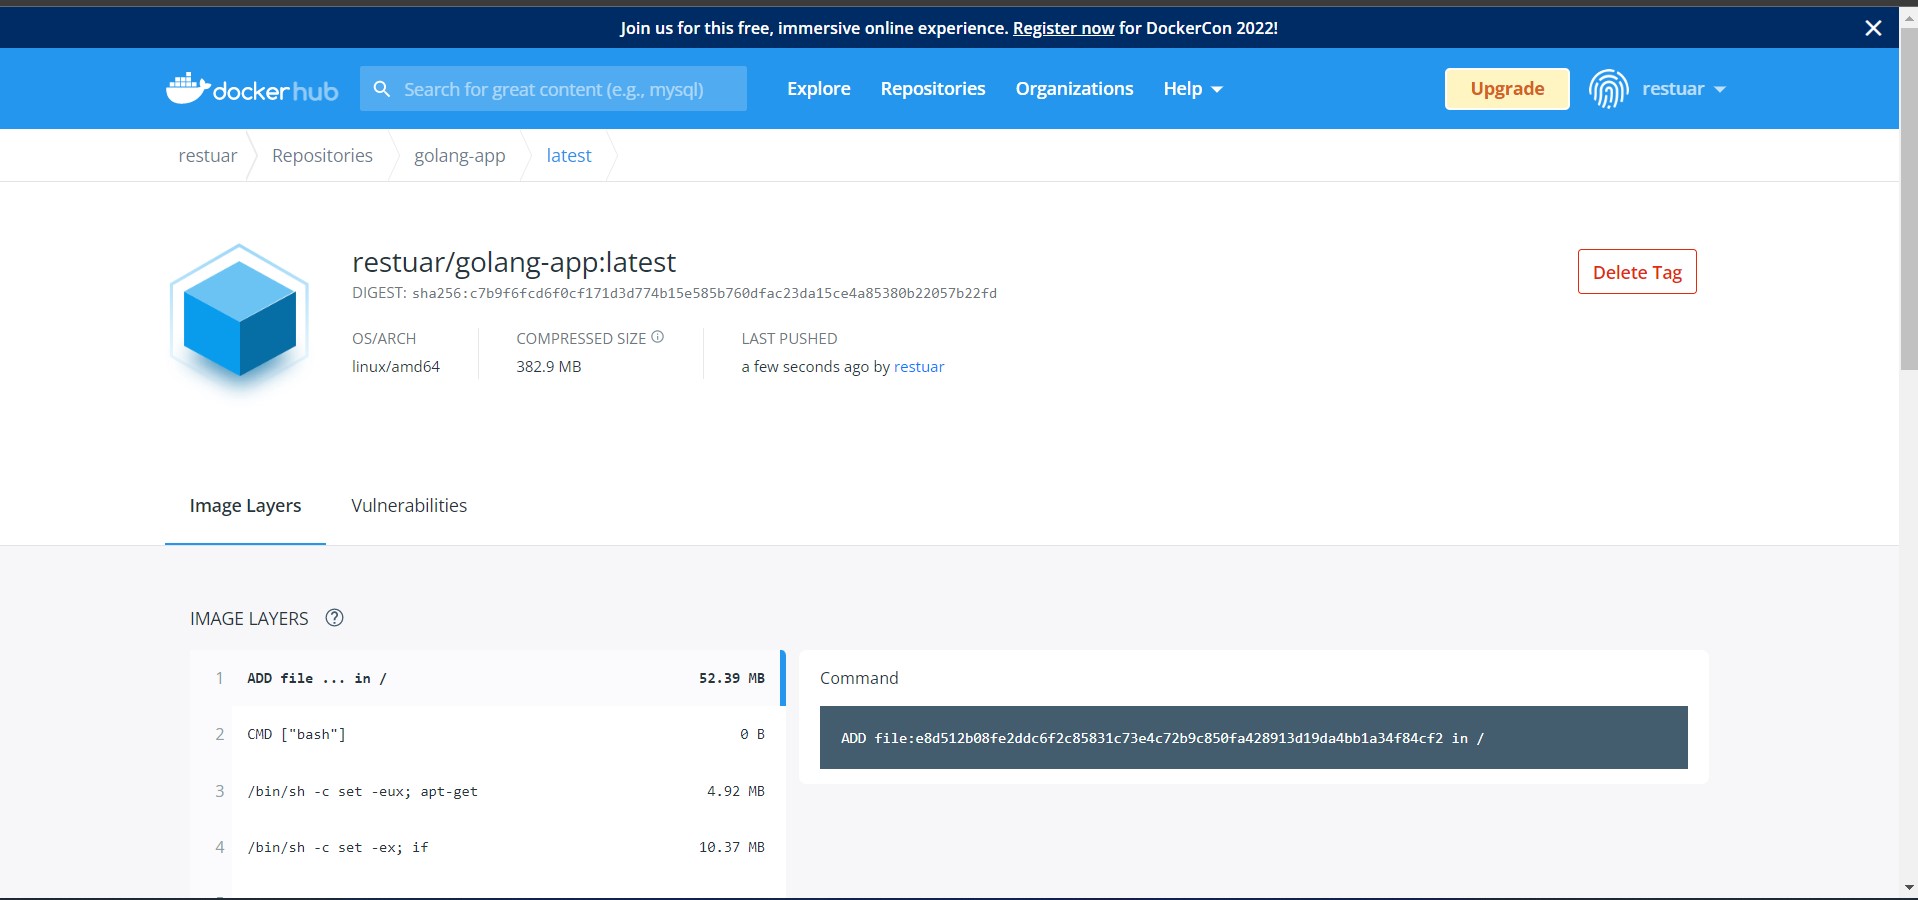 Join us for this free, immersive online experience. Register now for DockerCon 2022!
docker hub
Search for great content (e.g., mysql)
Explore
Repositories
Organizations
Help
Upgrade
restuar
restuar
Repositories
golang-app
latest
restuar/golang-app:latest
Delete Tag
DIGEST: sha256:c7b9f6fcd6f0cf171d3d774b15e585b760dfac23da15ce4a85380b22057b22fd
OS/ARCH
linux/amd64
COMPRESSED SIZE
382.9 MB
LAST PUSHED
a few seconds ago by restuar
Image Layers
Vulnerabilities
IMAGE LAYERS
1 ADD file ... in / 52.39 MB
2 CMD ["bash"] 0 B
3 /bin/sh -c set -eux; apt-get 4.92 MB
4 /bin/sh -c set -ex; if 10.37 MB
Command
ADD file:e8d512b08fe2ddc6f2c85831c73e4c72b9c850fa428913d19da4bb1a34f84cf2 in /